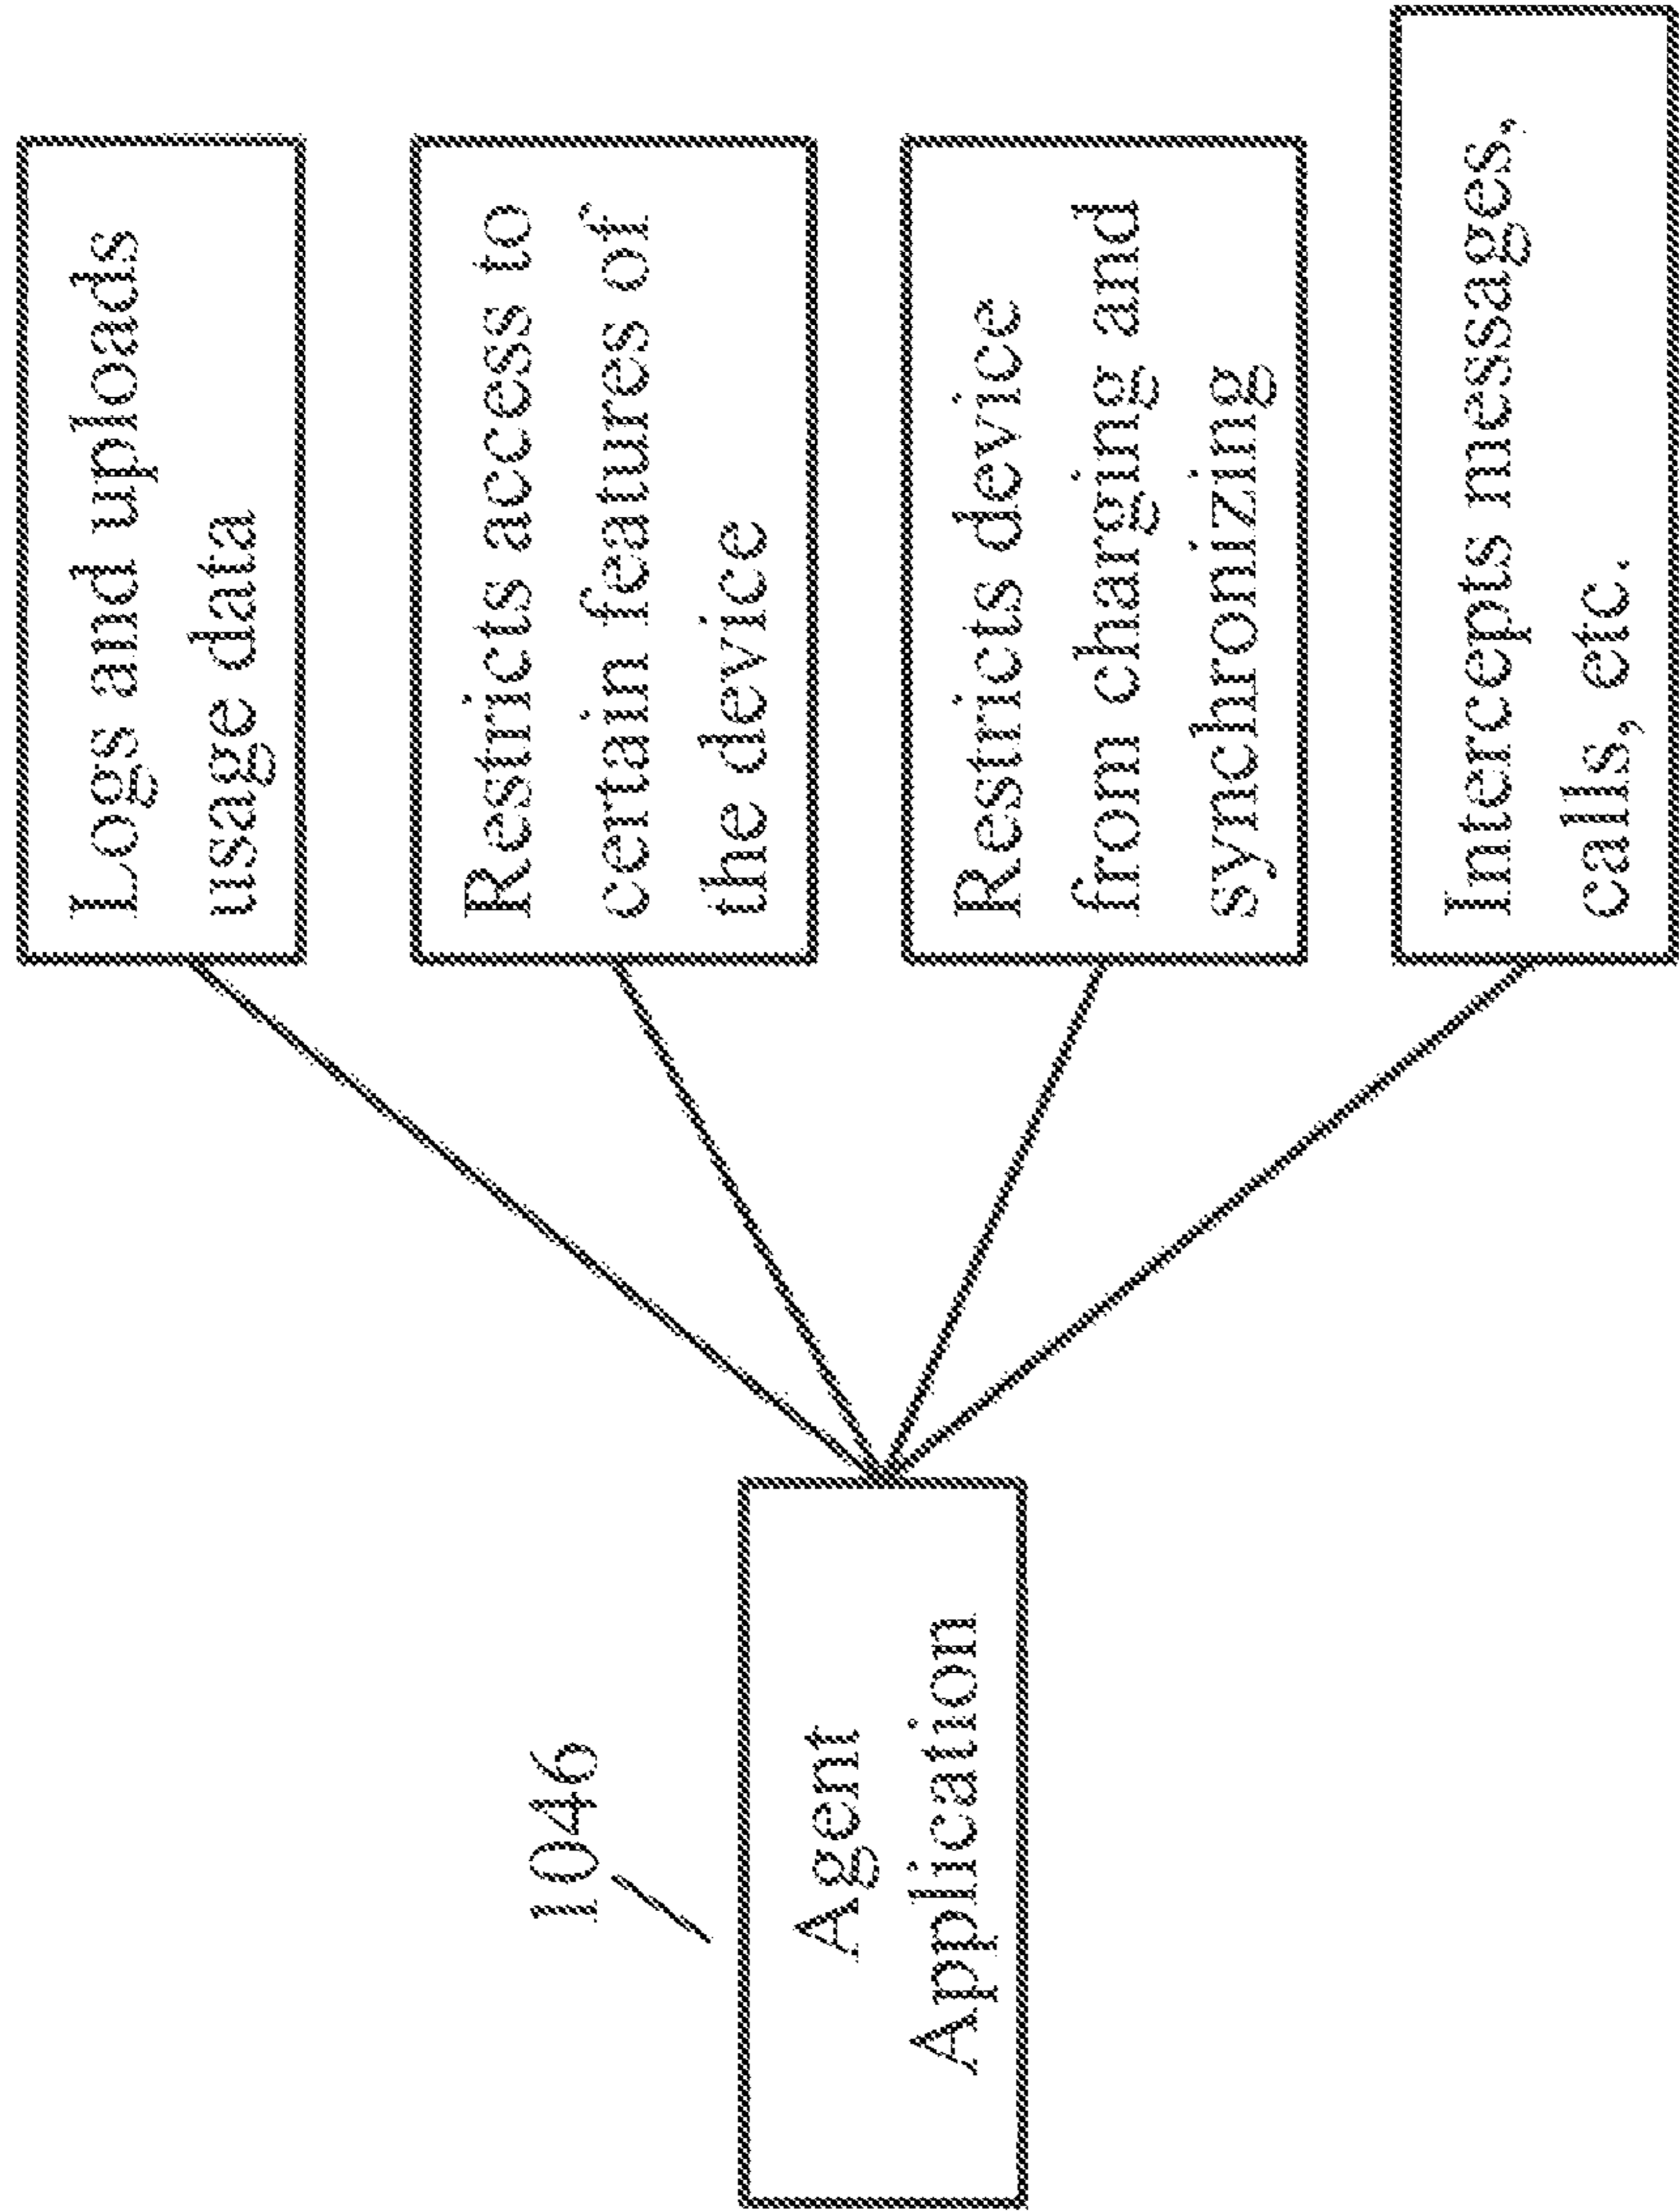 1046
Agent
Application
Logs and uploads
usage data
Restricts access to
certain features of
the device
Restricts device
from charging and
synchronizing
Intercepts messages,
calls, etc.